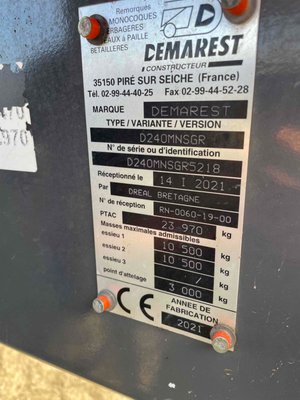 Remorques
MONOCOQUES
BERGAGERES
EAUX A PAILLE
BETAILLERES
D
DEMAREST
CONSTRUCTEUR
35150 PIRÉ SUR SEICHE (France)
Tél. 02-99-44-40-25 Fax 02-99-44-52-28
MARQUE DEMAREST
TYPE / VARIANTE / VERSION
D240MNSGR
N° de série ou d'identification
D240MNSGR5218
Réceptionné le 14 1 2021
Par DREAL BRETAGNE
N° de réception RN-0060-19-00
PTAC 23 970 kg
Masses maximales admissibles
essieu 1 10 500 kg
essieu 2 10 500 kg
essieu 3 / kg
point d'attelage 3 000 kg
CE
ANNEE DE
FABRICATION
2021
970